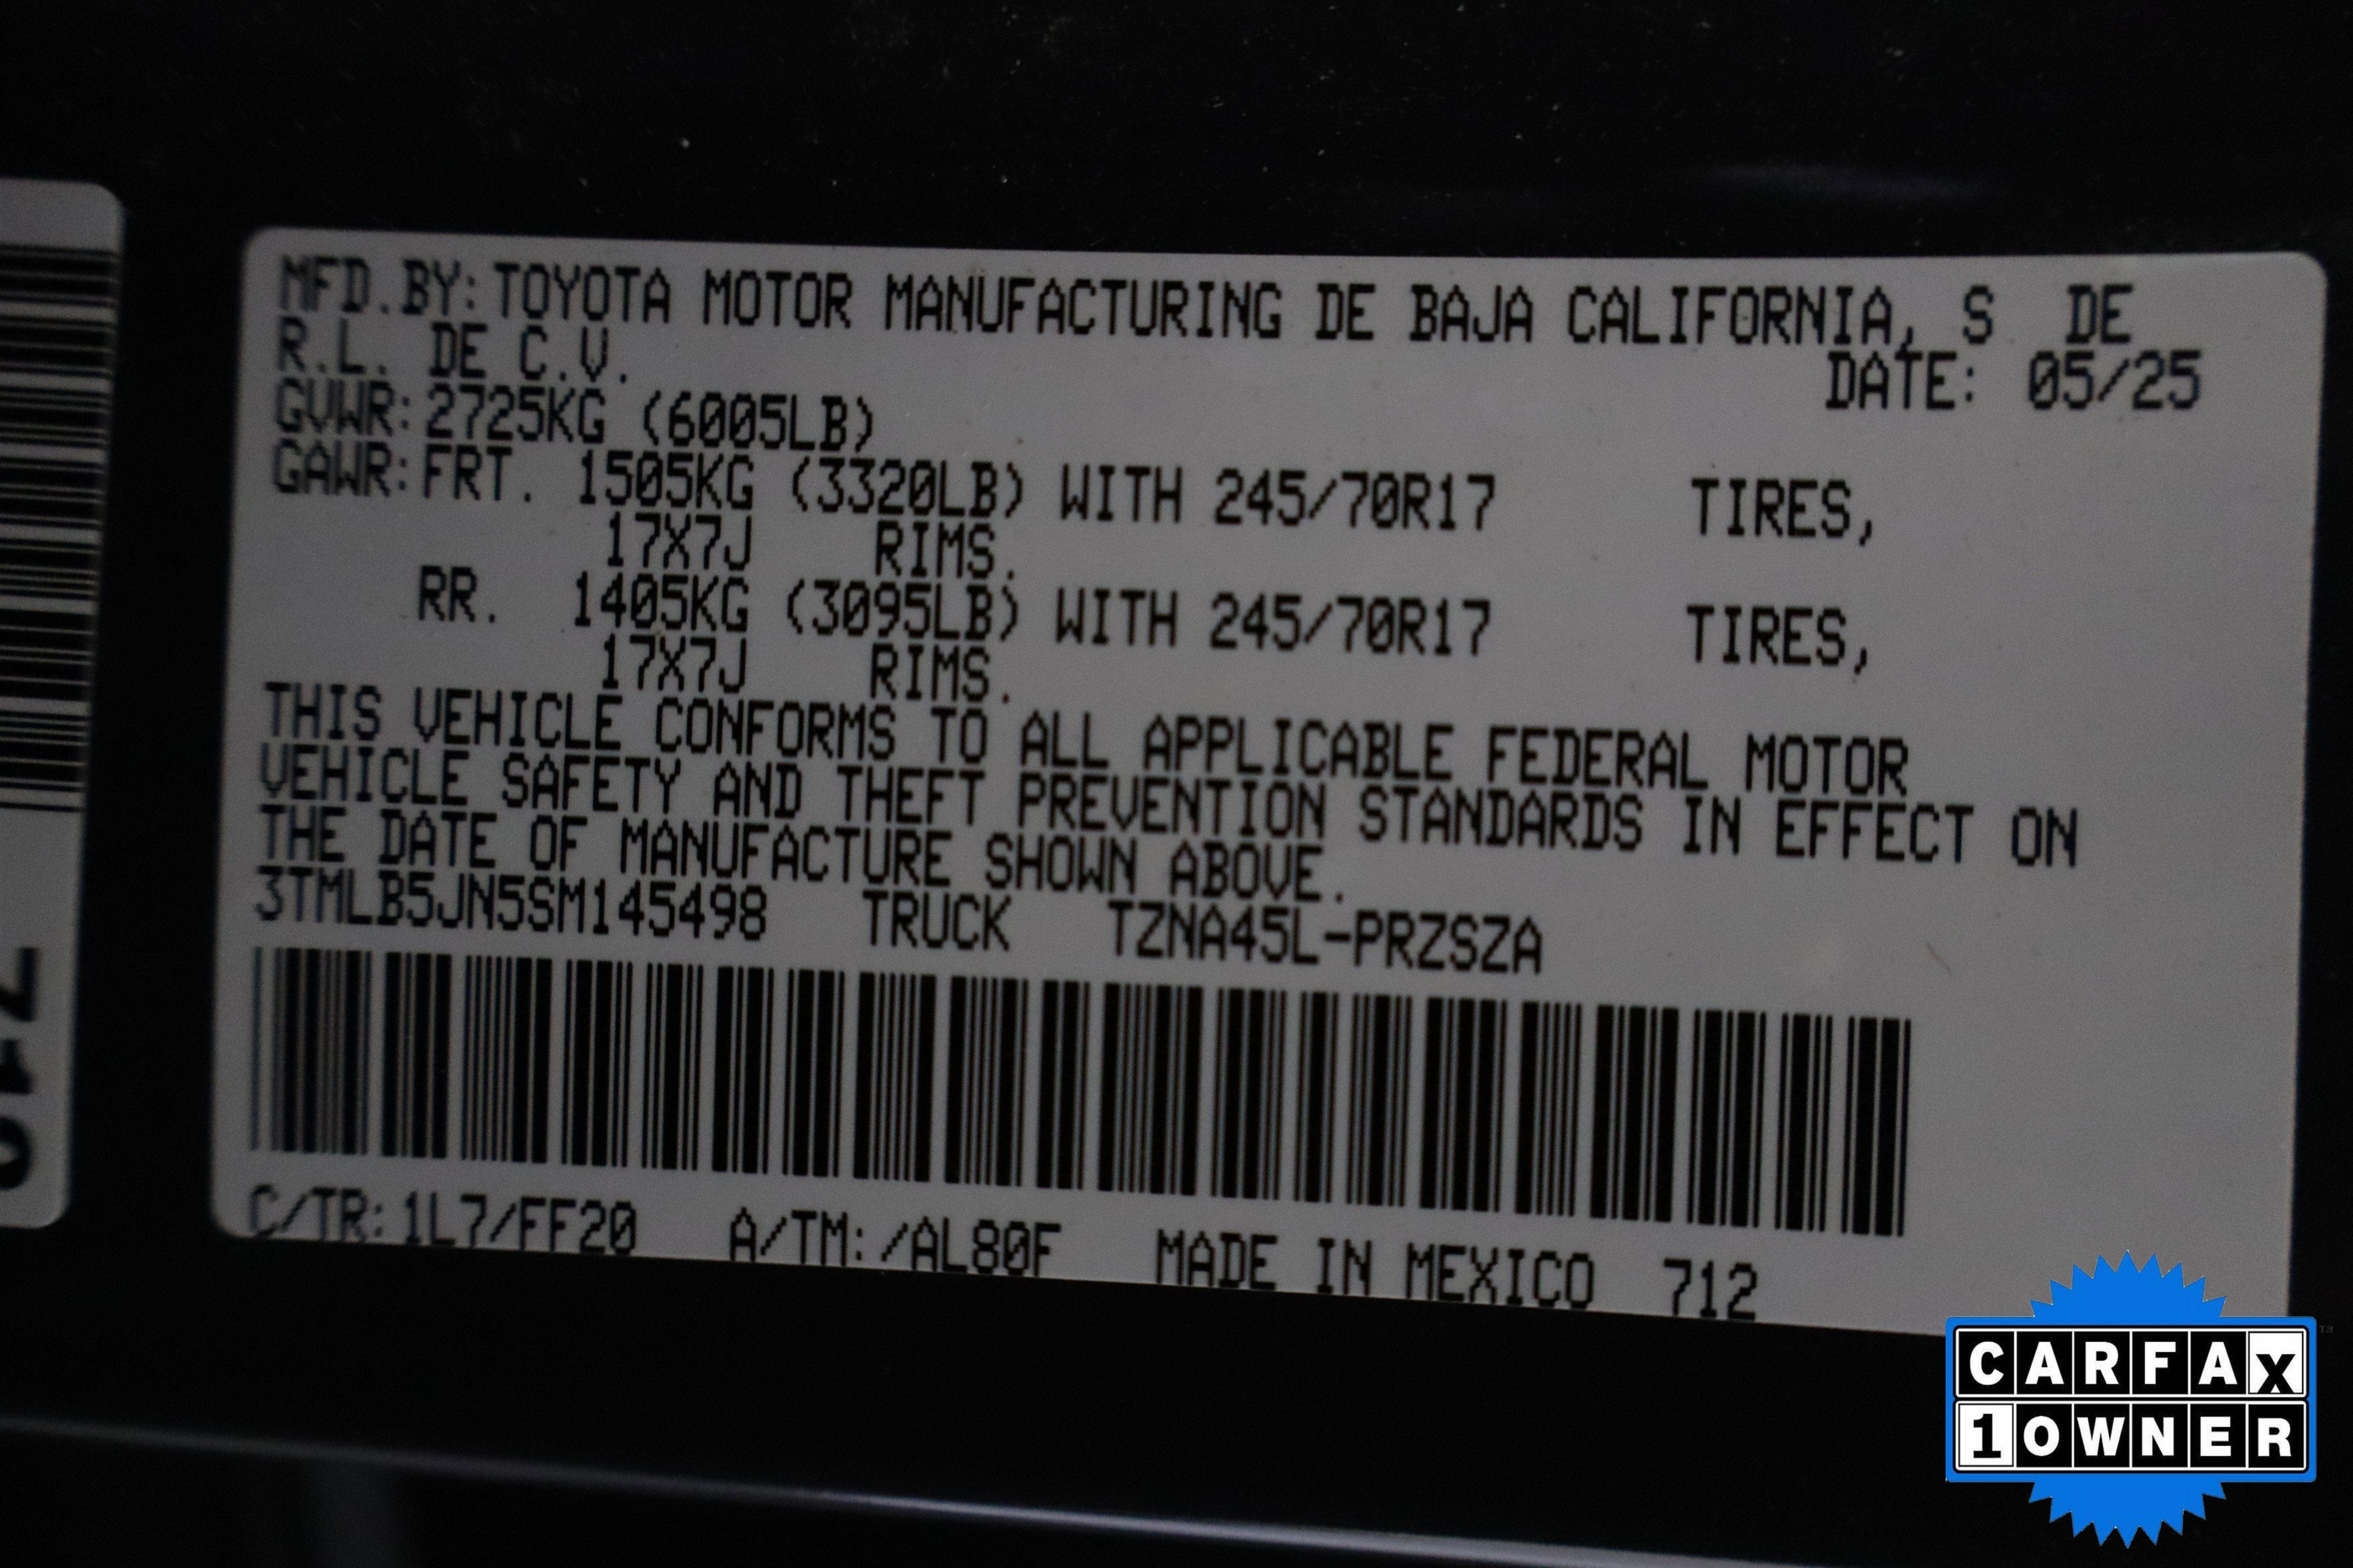 MFD.BY: TOYOTA MOTOR MANUFACTURING DE BAJA CALIFORNIA, S DE
R.L. DE C.V.
DATE: 05/25
GVWR: 2725KG (6005LB)
GAWR: FRT. 1505KG (3320LB) WITH 245/70R17 TIRES,
17X7J RIMS.
RR. 1405KG (3095LB) WITH 245/70R17 TIRES,
17X7J RIMS.
THIS VEHICLE CONFORMS TO ALL APPLICABLE FEDERAL MOTOR
VEHICLE SAFETY AND THEFT PREVENTION STANDARDS IN EFFECT ON
THE DATE OF MANUFACTURE SHOWN ABOVE.
3TMLB5JN5SM145498 TRUCK TZNA45L-PRZSZA
C/TR: 1L7/FF20 A/TM: /AL80F MADE IN MEXICO 712
CARFAX
1 OWNER